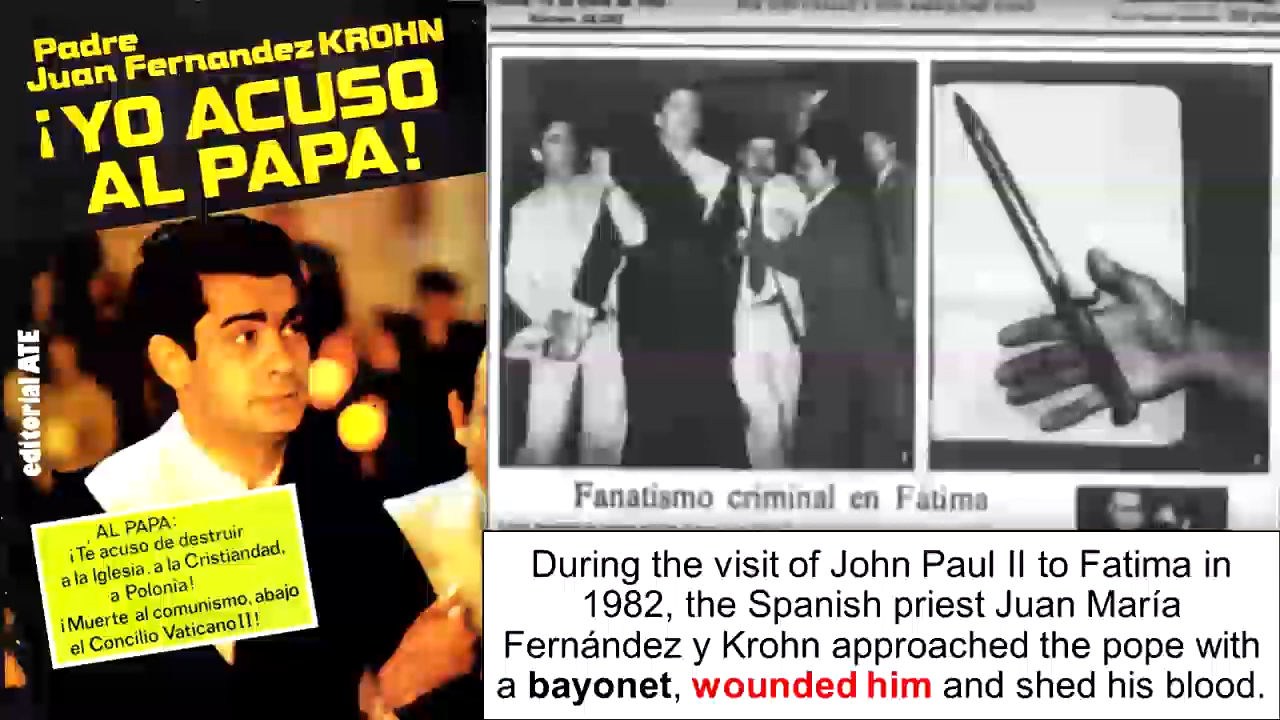 Padre
Juan Fernandez KROHN
¡YO ACUSO
AL PAPA!
editorial ATE
AL PAPA:
¡Te acuso de destruir
a la Iglesia. a la Cristiandad,
a Polonia!
¡Muerte al comunismo, abajo
el Concilio Vaticano II!
Fanatismo criminal en Fatima
During the visit of John Paul II to Fatima in
1982, the Spanish priest Juan María
Fernández y Krohn approached the pope with
a bayonet, wounded him and shed his blood.